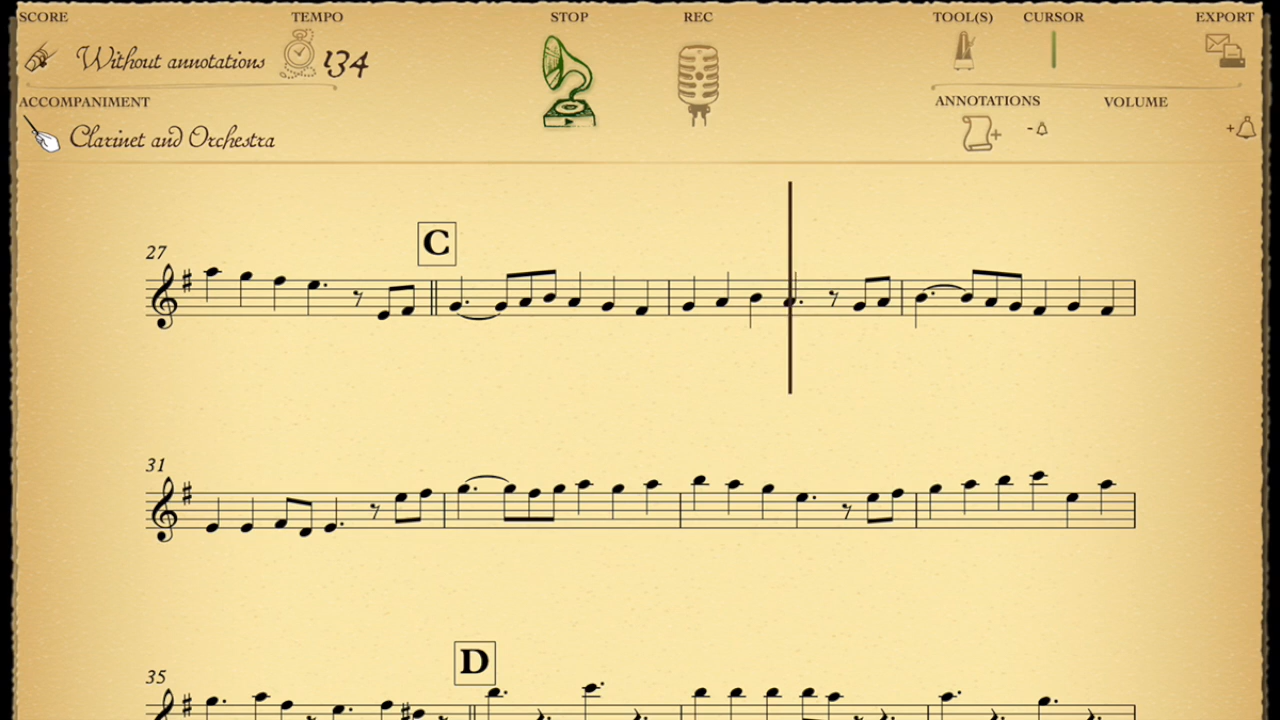 SCORE TEMPO STOP REC TOOL(S) CURSOR EXPORT
Without annotations 134
ACCOMPANIMENT ANNOTATIONS VOLUME
Clarinet and Orchestra
- +
C
27
31
D
35